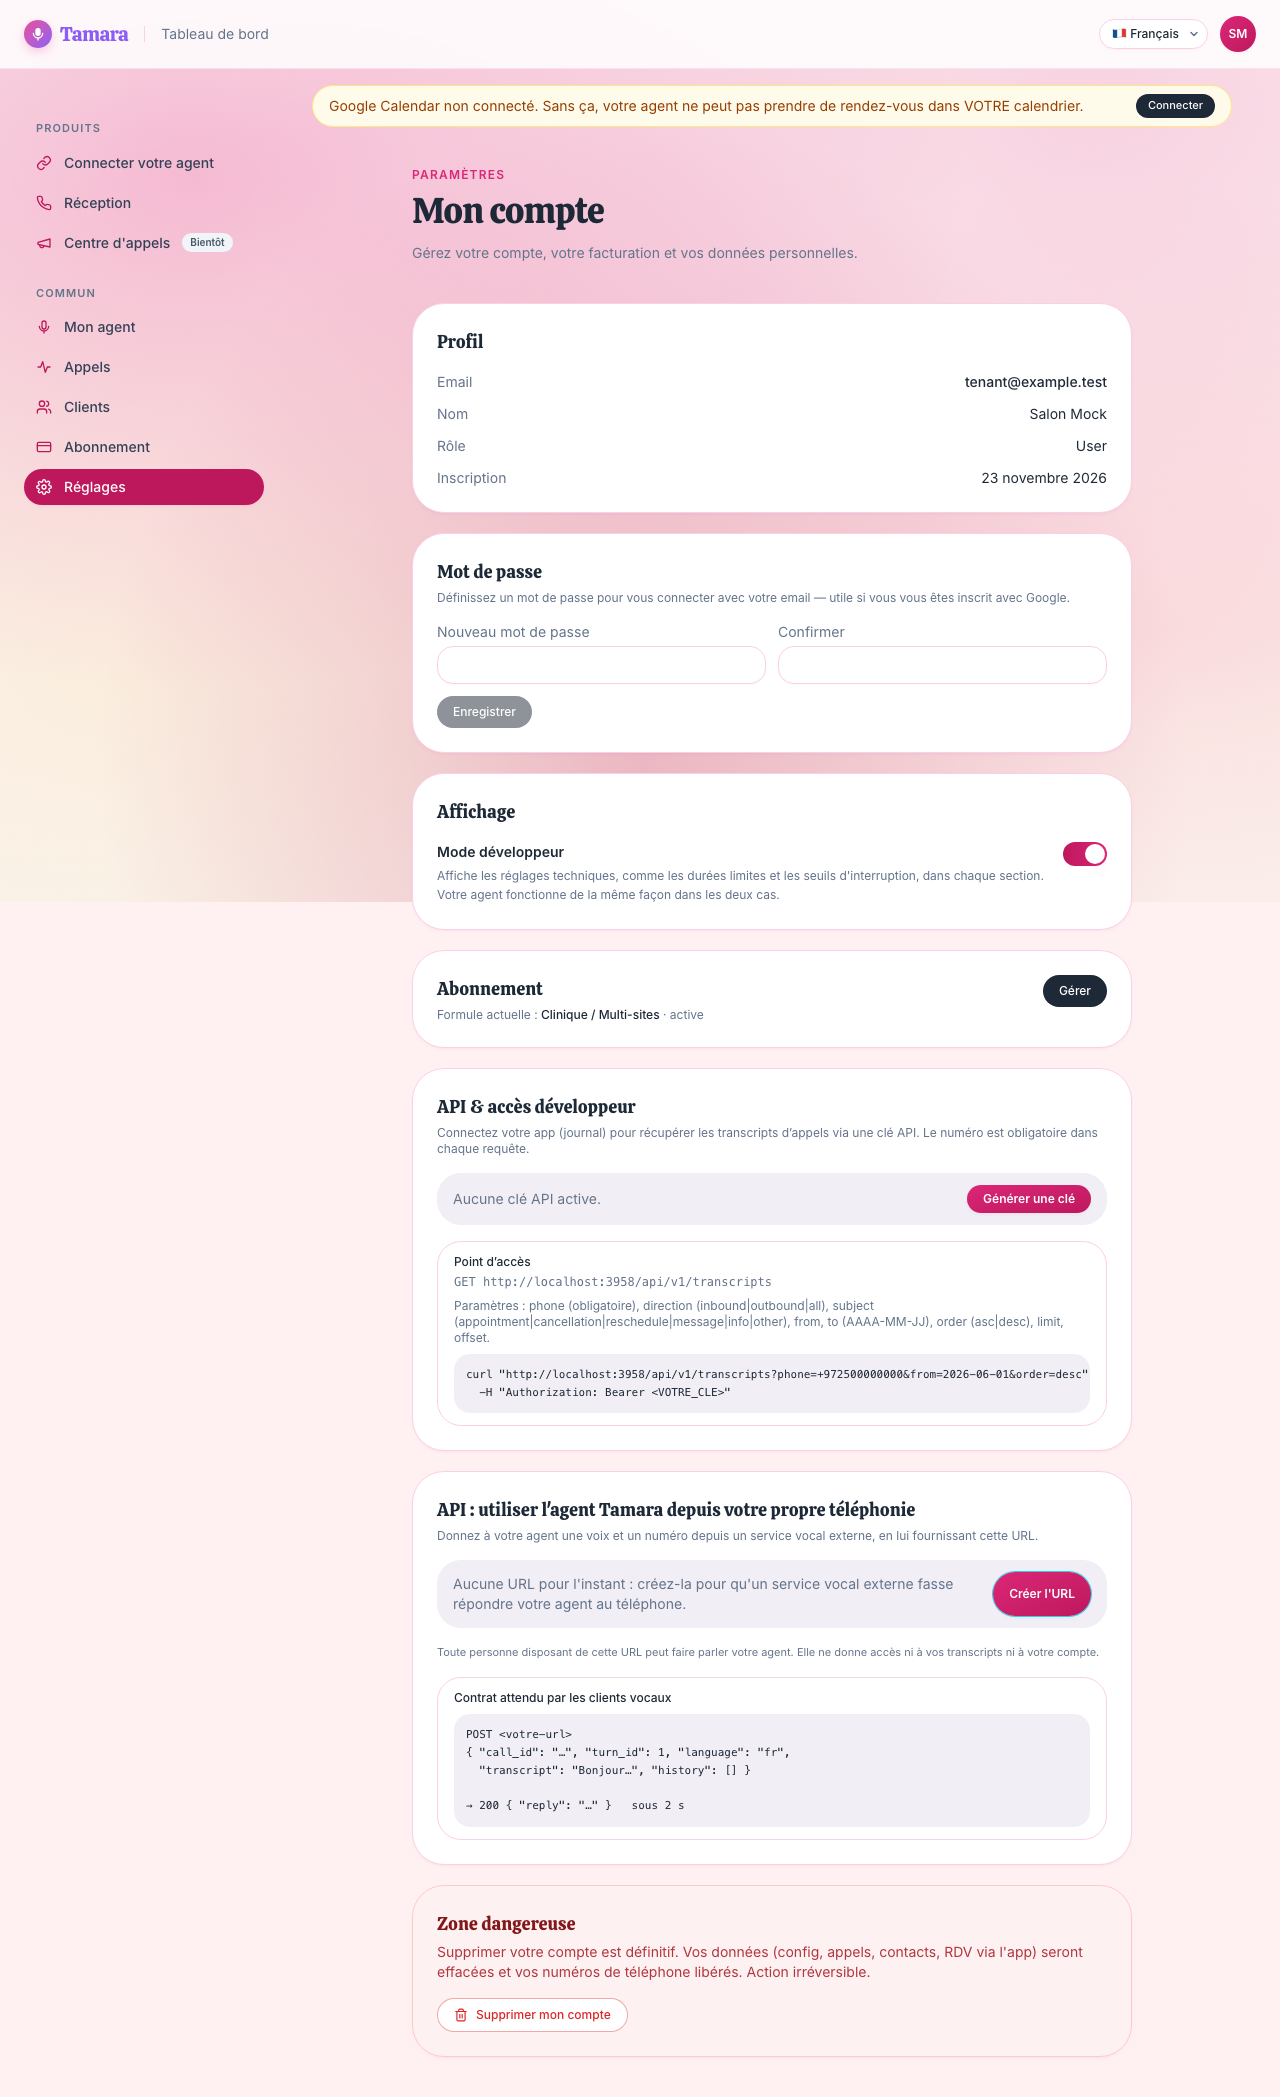 Tamara
Tableau de bord
Français
SM
Google Calendar non connecté. Sans ça, votre agent ne peut pas prendre de rendez-vous dans VOTRE calendrier.
Connecter
PRODUITS
Connecter votre agent
Réception
Centre d'appels
Bientôt
COMMUN
Mon agent
Appels
Clients
Abonnement
Réglages
PARAMÈTRES
Mon compte
Gérez votre compte, votre facturation et vos données personnelles.
Profil
Email
tenant@example.test
Nom
Salon Mock
Rôle
User
Inscription
23 novembre 2026
Mot de passe
Définissez un mot de passe pour vous connecter avec votre email — utile si vous vous êtes inscrit avec Google.
Nouveau mot de passe
Confirmer
Enregistrer
Affichage
Mode développeur
Affiche les réglages techniques, comme les durées limites et les seuils d'interruption, dans chaque section.
Votre agent fonctionne de la même façon dans les deux cas.
Abonnement
Formule actuelle : Clinique / Multi-sites · active
Gérer
API & accès développeur
Connectez votre app (journal) pour récupérer les transcripts d’appels via une clé API. Le numéro est obligatoire dans
chaque requête.
Aucune clé API active.
Générer une clé
Point d’accès
GET http://localhost:3958/api/v1/transcripts
Paramètres : phone (obligatoire), direction (inbound|outbound|all), subject
(appointment|cancellation|reschedule|message|info|other), from, to (AAAA-MM-JJ), order (asc|desc), limit,
offset.
curl "http://localhost:3958/api/v1/transcripts?phone=+972500000000&from=2026-06-01&order=desc"
-H "Authorization: Bearer <VOTRE_CLE>"
API : utiliser l'agent Tamara depuis votre propre téléphonie
Donnez à votre agent une voix et un numéro depuis un service vocal externe, en lui fournissant cette URL.
Aucune URL pour l'instant : créez-la pour qu'un service vocal externe fasse
répondre votre agent au téléphone.
Créer l'URL
Toute personne disposant de cette URL peut faire parler votre agent. Elle ne donne accès ni à vos transcripts ni à votre compte.
Contrat attendu par les clients vocaux
POST <votre-url>
{ "call_id": "…", "turn_id": 1, "language": "fr",
"transcript": "Bonjour…", "history": [] }
→ 200 { "reply": "…" }   sous 2 s
Zone dangereuse
Supprimer votre compte est définitif. Vos données (config, appels, contacts, RDV via l'app) seront
effacées et vos numéros de téléphone libérés. Action irréversible.
Supprimer mon compte